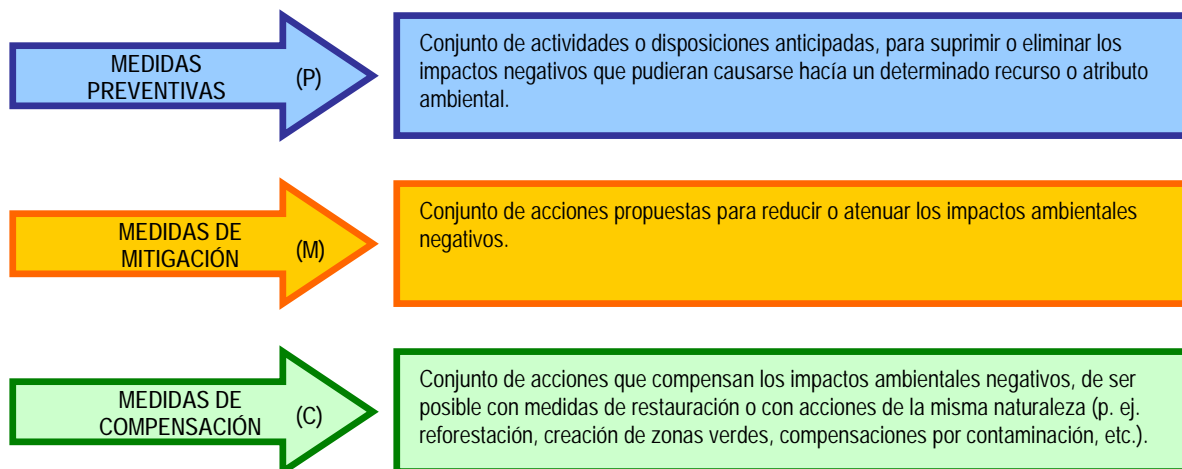 MEDIDAS
PREVENTIVAS (P)
Conjunto de actividades o disposiciones anticipadas, para suprimir o eliminar los
impactos negativos que pudieran causarse hacía un determinado recurso o atributo
ambiental.
MEDIDAS DE
MITIGACIÓN (M)
Conjunto de acciones propuestas para reducir o atenuar los impactos ambientales
negativos.
MEDIDAS DE
COMPENSACIÓN (C)
Conjunto de acciones que compensan los impactos ambientales negativos, de ser
posible con medidas de restauración o con acciones de la misma naturaleza (p. ej.
reforestación, creación de zonas verdes, compensaciones por contaminación, etc.).